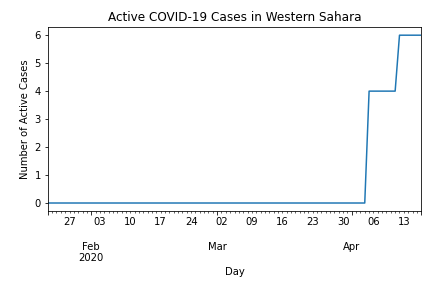 Active COVID-19 Cases in Western Sahara
Number of Active Cases
6
5
4
3
2
1
0
27 03 10 17 24 02 09 16 23 30 06 13
Feb Mar Apr
2020
Day